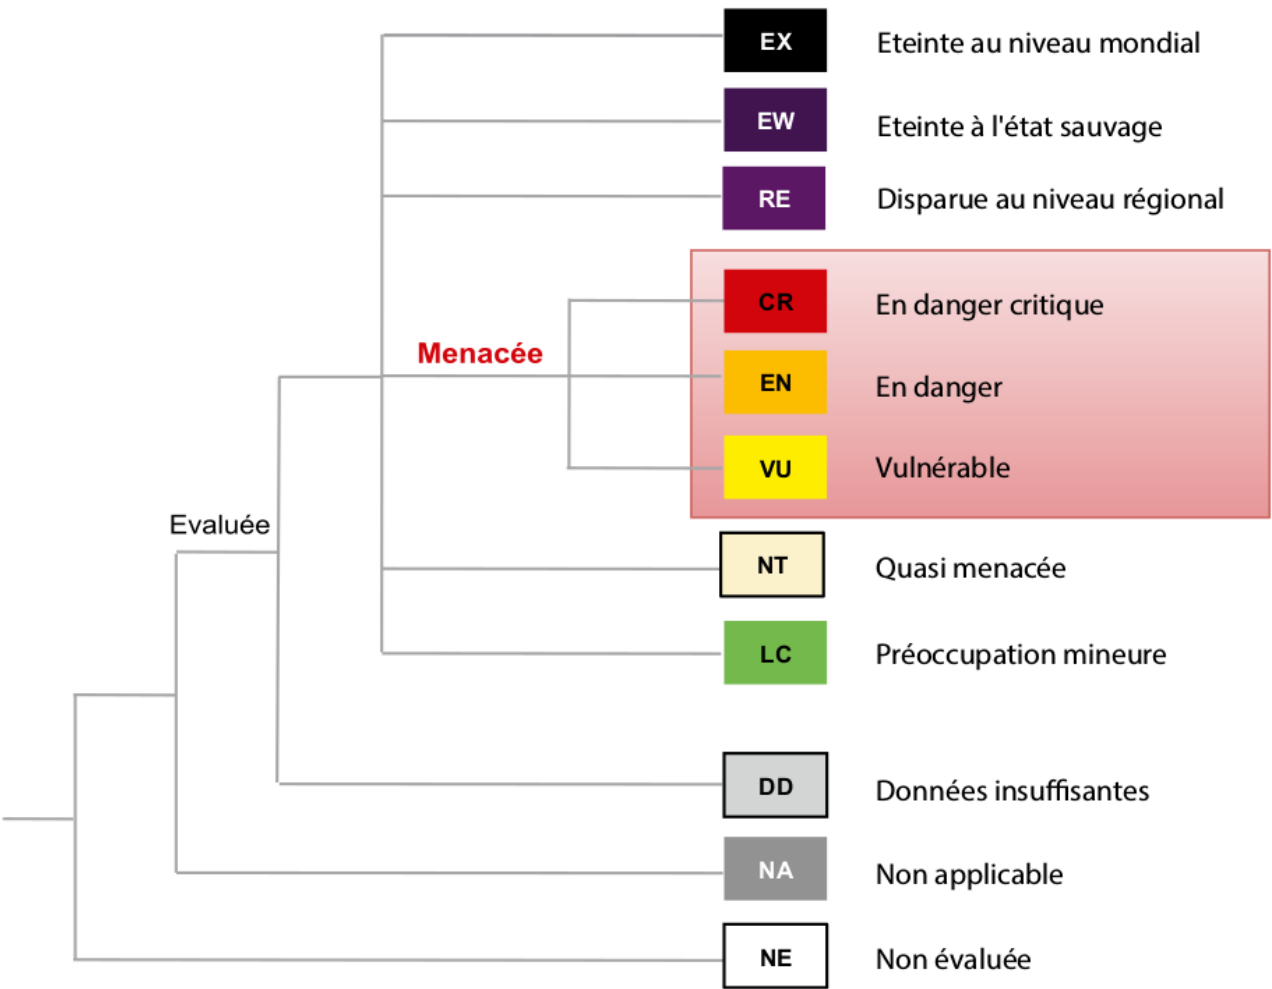 EX Eteinte au niveau mondial
EW Eteinte à l'état sauvage
RE Disparue au niveau régional
CR En danger critique
Menacée
EN En danger
VU Vulnérable
Evaluée
NT Quasi menacée
LC Préoccupation mineure
DD Données insuffisantes
NA Non applicable
NE Non évaluée